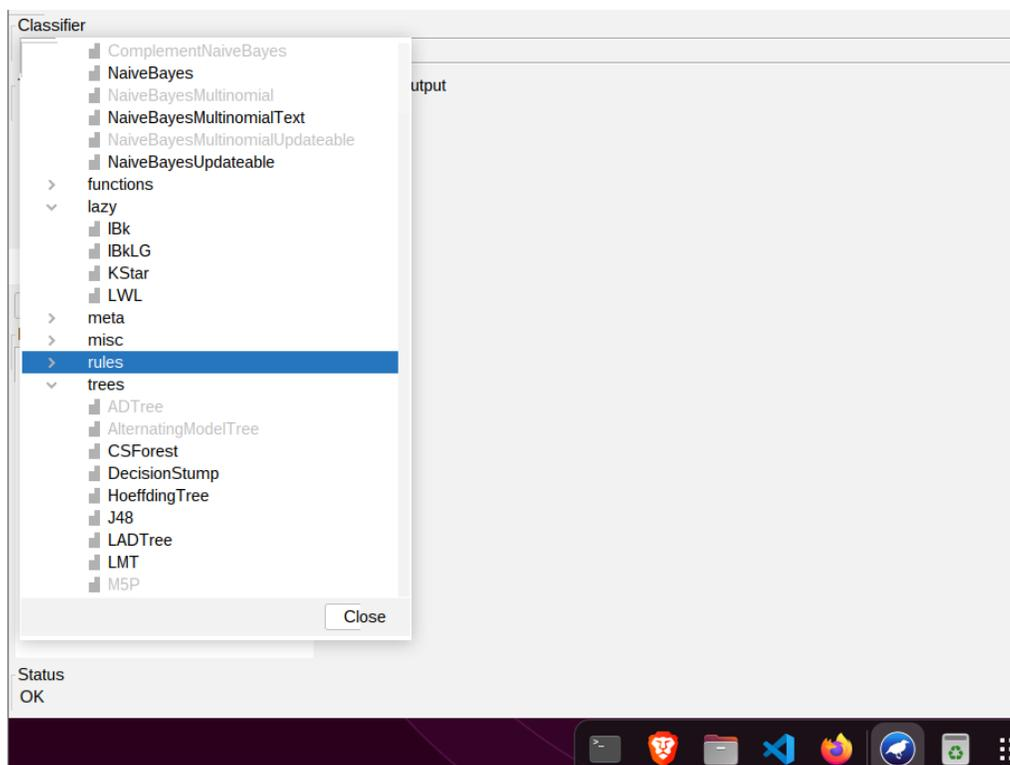 Classifier
ComplementNaiveBayes
NaiveBayes
utput
NaiveBayesMultinomial
NaiveBayesMultinomialText
NaiveBayesMultinomialUpdateable
NaiveBayesUpdateable
functions
lazy
IBk
IBkLG
KStar
LWL
meta
misc
rules
trees
ADTree
AlternatingModelTree
CSForest
DecisionStump
HoeffdingTree
J48
LADTree
LMT
M5P
Close
Status
OK